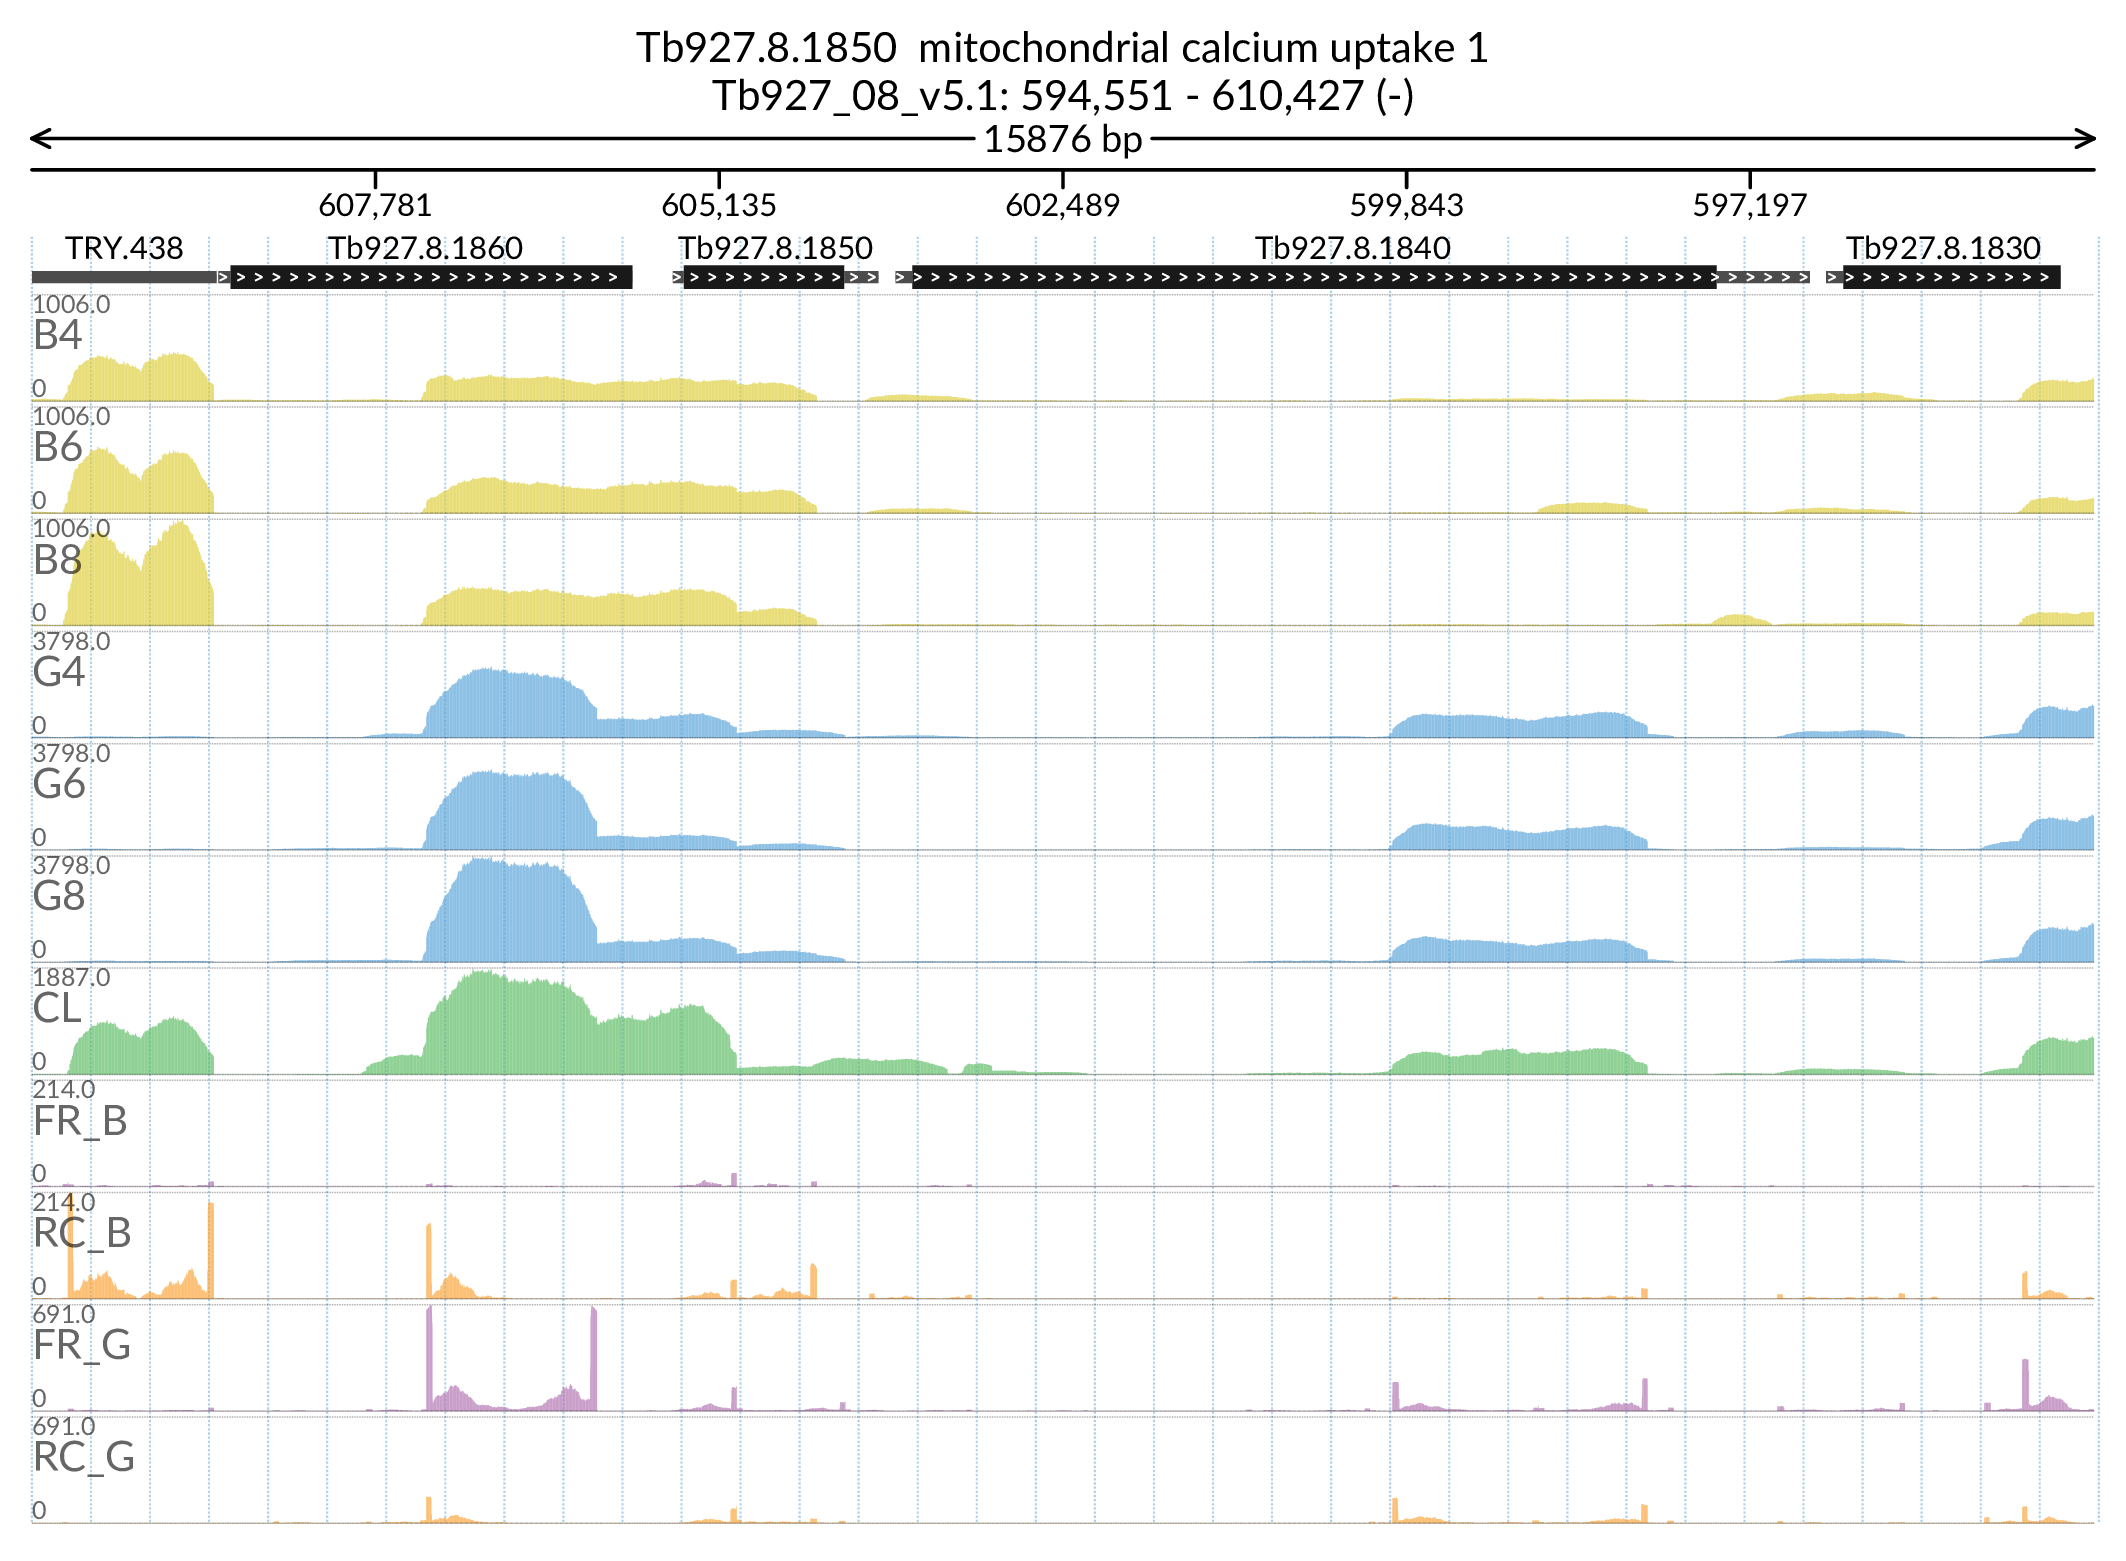 Tb927.8.1850  mitochondrial calcium uptake 1
Tb927_08_v5.1: 594,551 - 610,427 (-)
15876 bp
607,781 605,135 602,489 599,843 597,197
TRY.438 Tb927.8.1860 Tb927.8.1850 Tb927.8.1840 Tb927.8.1830
1006.0
B4
0
1006.0
B6
0
1006.0
B8
0
3798.0
G4
0
3798.0
G6
0
3798.0
G8
0
1887.0
CL
0
214.0
FR_B
0
214.0
RC_B
0
691.0
FR_G
0
691.0
RC_G
0